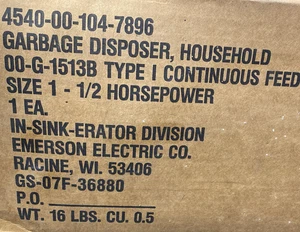 4540-00-104-7896
GARBAGE DISPOSER, HOUSEHOLD
00-G-1513B TYPE I CONTINUOUS FEED
SIZE 1 - 1/2 HORSEPOWER
1 EA.
IN-SINK-ERATOR DIVISION
EMERSON ELECTRIC CO.
RACINE, WI. 53406
GS-07F-36880
P.O.
WT. 16 LBS. CU. 0.5